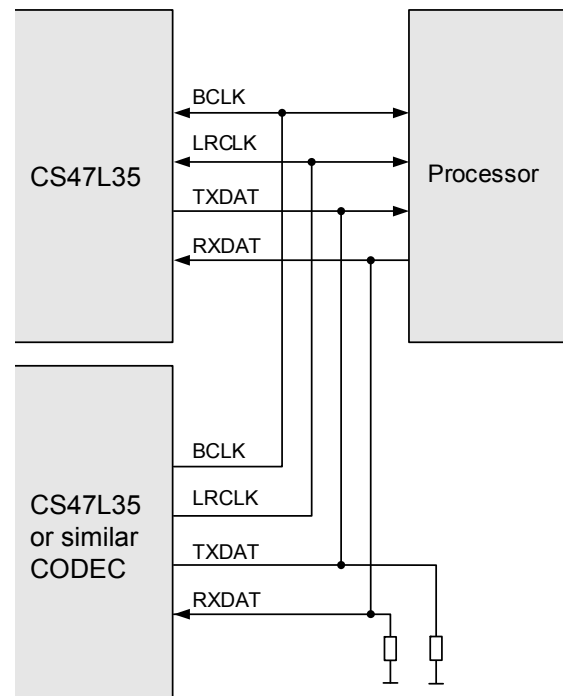 BCLK
LRCLK
CS47L35
Processor
TXDAT
RXDAT
BCLK
LRCLK
CS47L35
or similar
CODEC
TXDAT
RXDAT